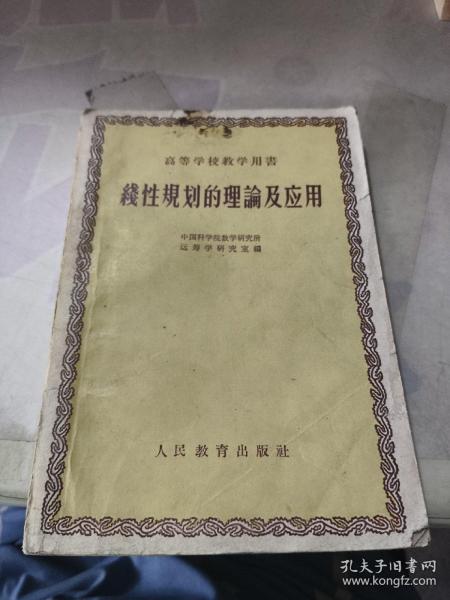 高等学校教学用書
綫性規划的理論及应用
中国科学院数学研究所
运筹学研究室編
人民教育出版社
孔夫子旧书网
www.kongfz.com